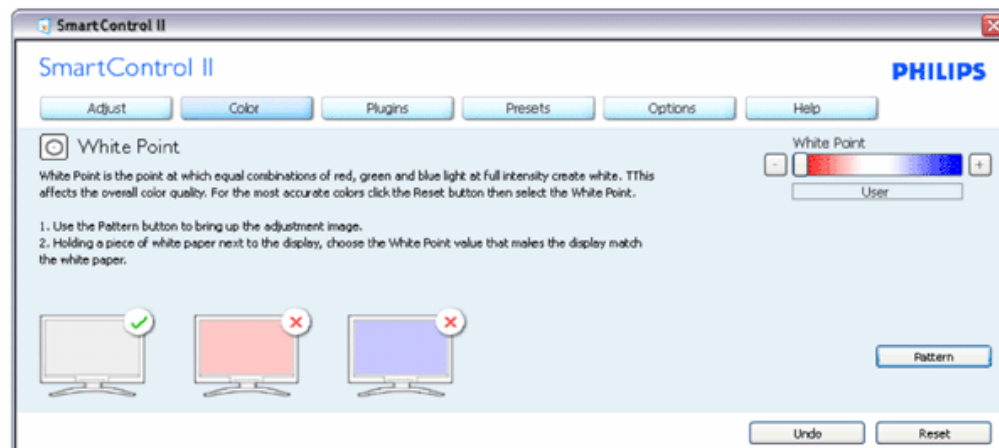 SmartControl II
SmartControl II
PHILIPS
Adjust
Color
Plugins
Presets
Options
Help
White Point
White Point is the point at which equal combinations of red, green and blue light at full intensity create white. TThis
affects the overall color quality. For the most accurate colors click the Reset button then select the White Point.
1. Use the Pattern button to bring up the adjustment image.
2. Holding a piece of white paper next to the display, choose the White Point value that makes the display match
the white paper.
White Point
-
+
User
Pattern
Undo
Reset